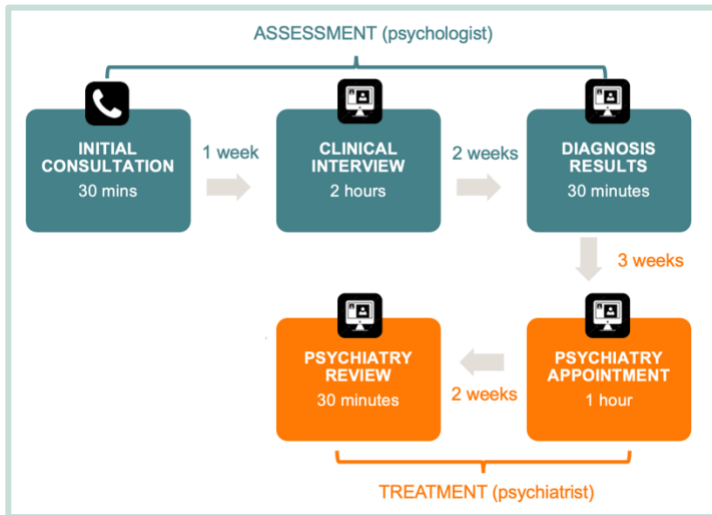 ASSESSMENT (psychologist)
INITIAL
CONSULTATION
30 mins
1 week
CLINICAL
INTERVIEW
2 hours
2 weeks
DIAGNOSIS
RESULTS
30 minutes
3 weeks
PSYCHIATRY
APPOINTMENT
1 hour
2 weeks
PSYCHIATRY
REVIEW
30 minutes
TREATMENT (psychiatrist)